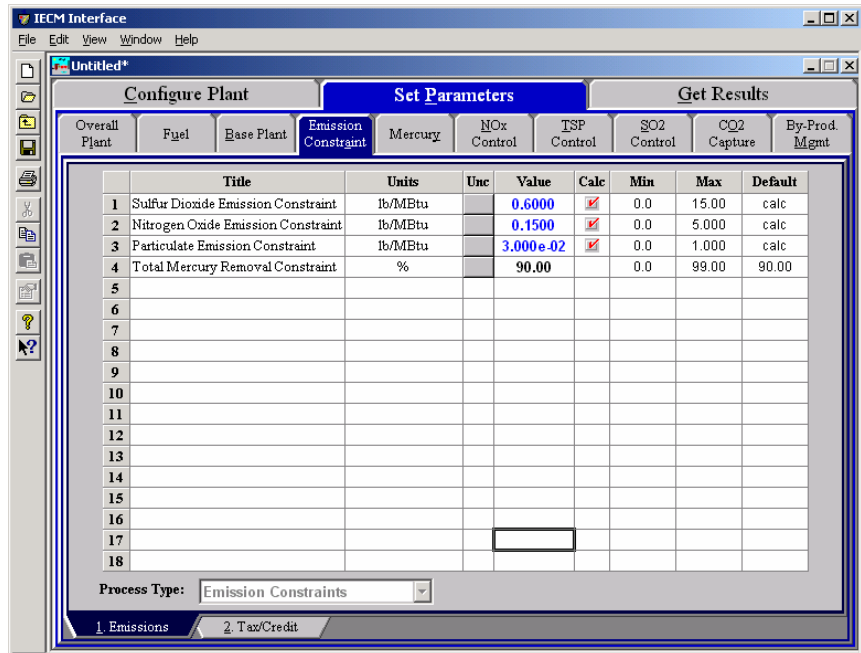 IECM Interface
File Edit View Window Help
Untitled*
Configure Plant Set Parameters Get Results
Overall Plant Fuel Base Plant Emission Constraint Mercury NOx Control TSP Control SO2 Control CO2 Capture By-Prod. Mgmt
Title Units Unc Value Calc Min Max Default
1 Sulfur Dioxide Emission Constraint lb/MBtu 0.6000 0.0 15.00 calc
2 Nitrogen Oxide Emission Constraint lb/MBtu 0.1500 0.0 5.000 calc
3 Particulate Emission Constraint lb/MBtu 3.000e-02 0.0 1.000 calc
4 Total Mercury Removal Constraint % 90.00 0.0 99.00 90.00
5
6
7
8
9
10
11
12
13
14
15
16
17
18
Process Type: Emission Constraints
1. Emissions 2. Tax/Credit